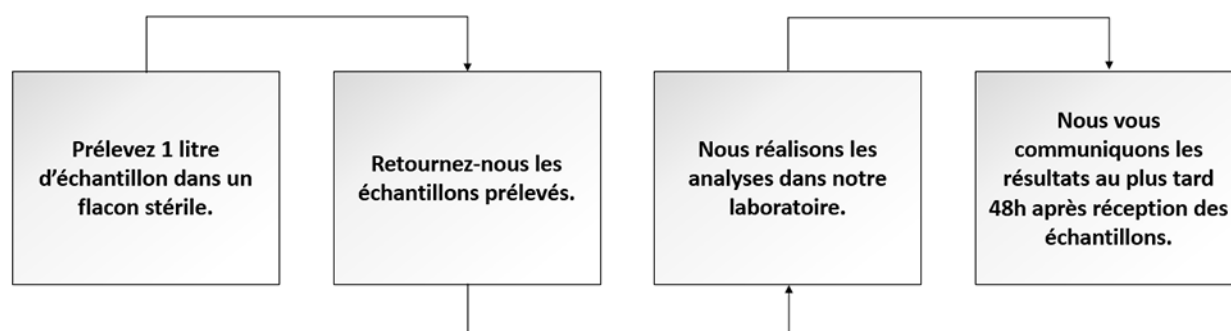 Prélevez 1 litre
d'échantillon dans un
flacon stérile.
Retournez-nous les
échantillons prélevés.
Nous réalisons les
analyses dans notre
laboratoire.
Nous vous
communiquons les
résultats au plus tard
48h après réception des
échantillons.